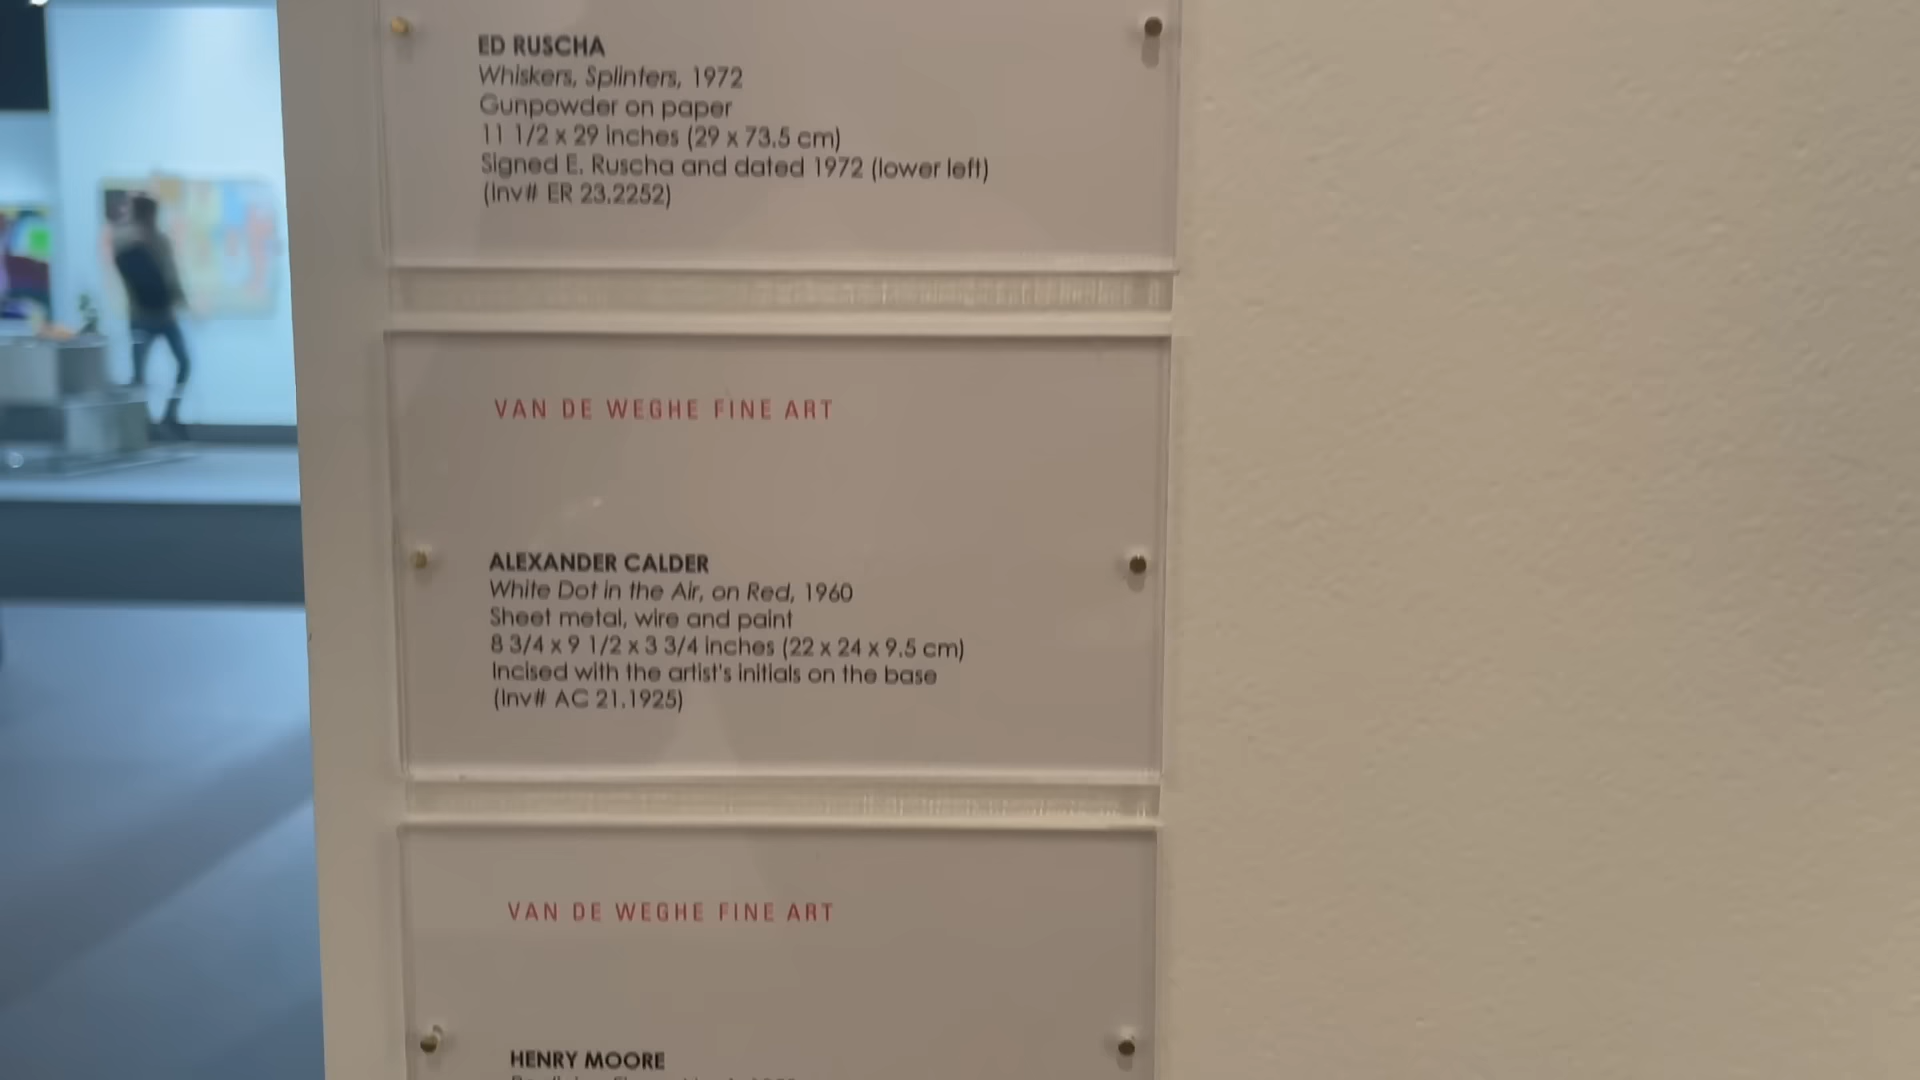 ED RUSCHA
Whiskers, Splinters, 1972
Gunpowder on paper
11 1/2 x 29 inches (29 x 73.5 cm)
Signed E. Ruscha and dated 1972 (lower left)
(Inv# ER 23.2252)
VAN DE WEGHE FINE ART
ALEXANDER CALDER
White Dot in the Air, on Red, 1960
Sheet metal, wire and paint
8 3/4 x 9 1/2 x 3 3/4 inches (22 x 24 x 9.5 cm)
Incised with the artist's initials on the base
(Inv# AC 21.1925)
VAN DE WEGHE FINE ART
HENRY MOORE